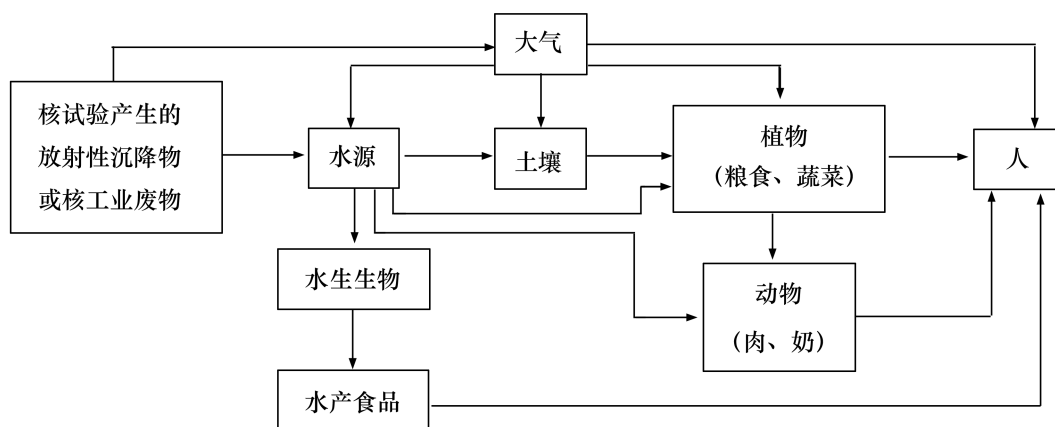 大气
核试验产生的
放射性沉降物
或核工业废物
水源
土壤
植物
（粮食、蔬菜）
人
水生生物
动物
（肉、奶）
水产食品